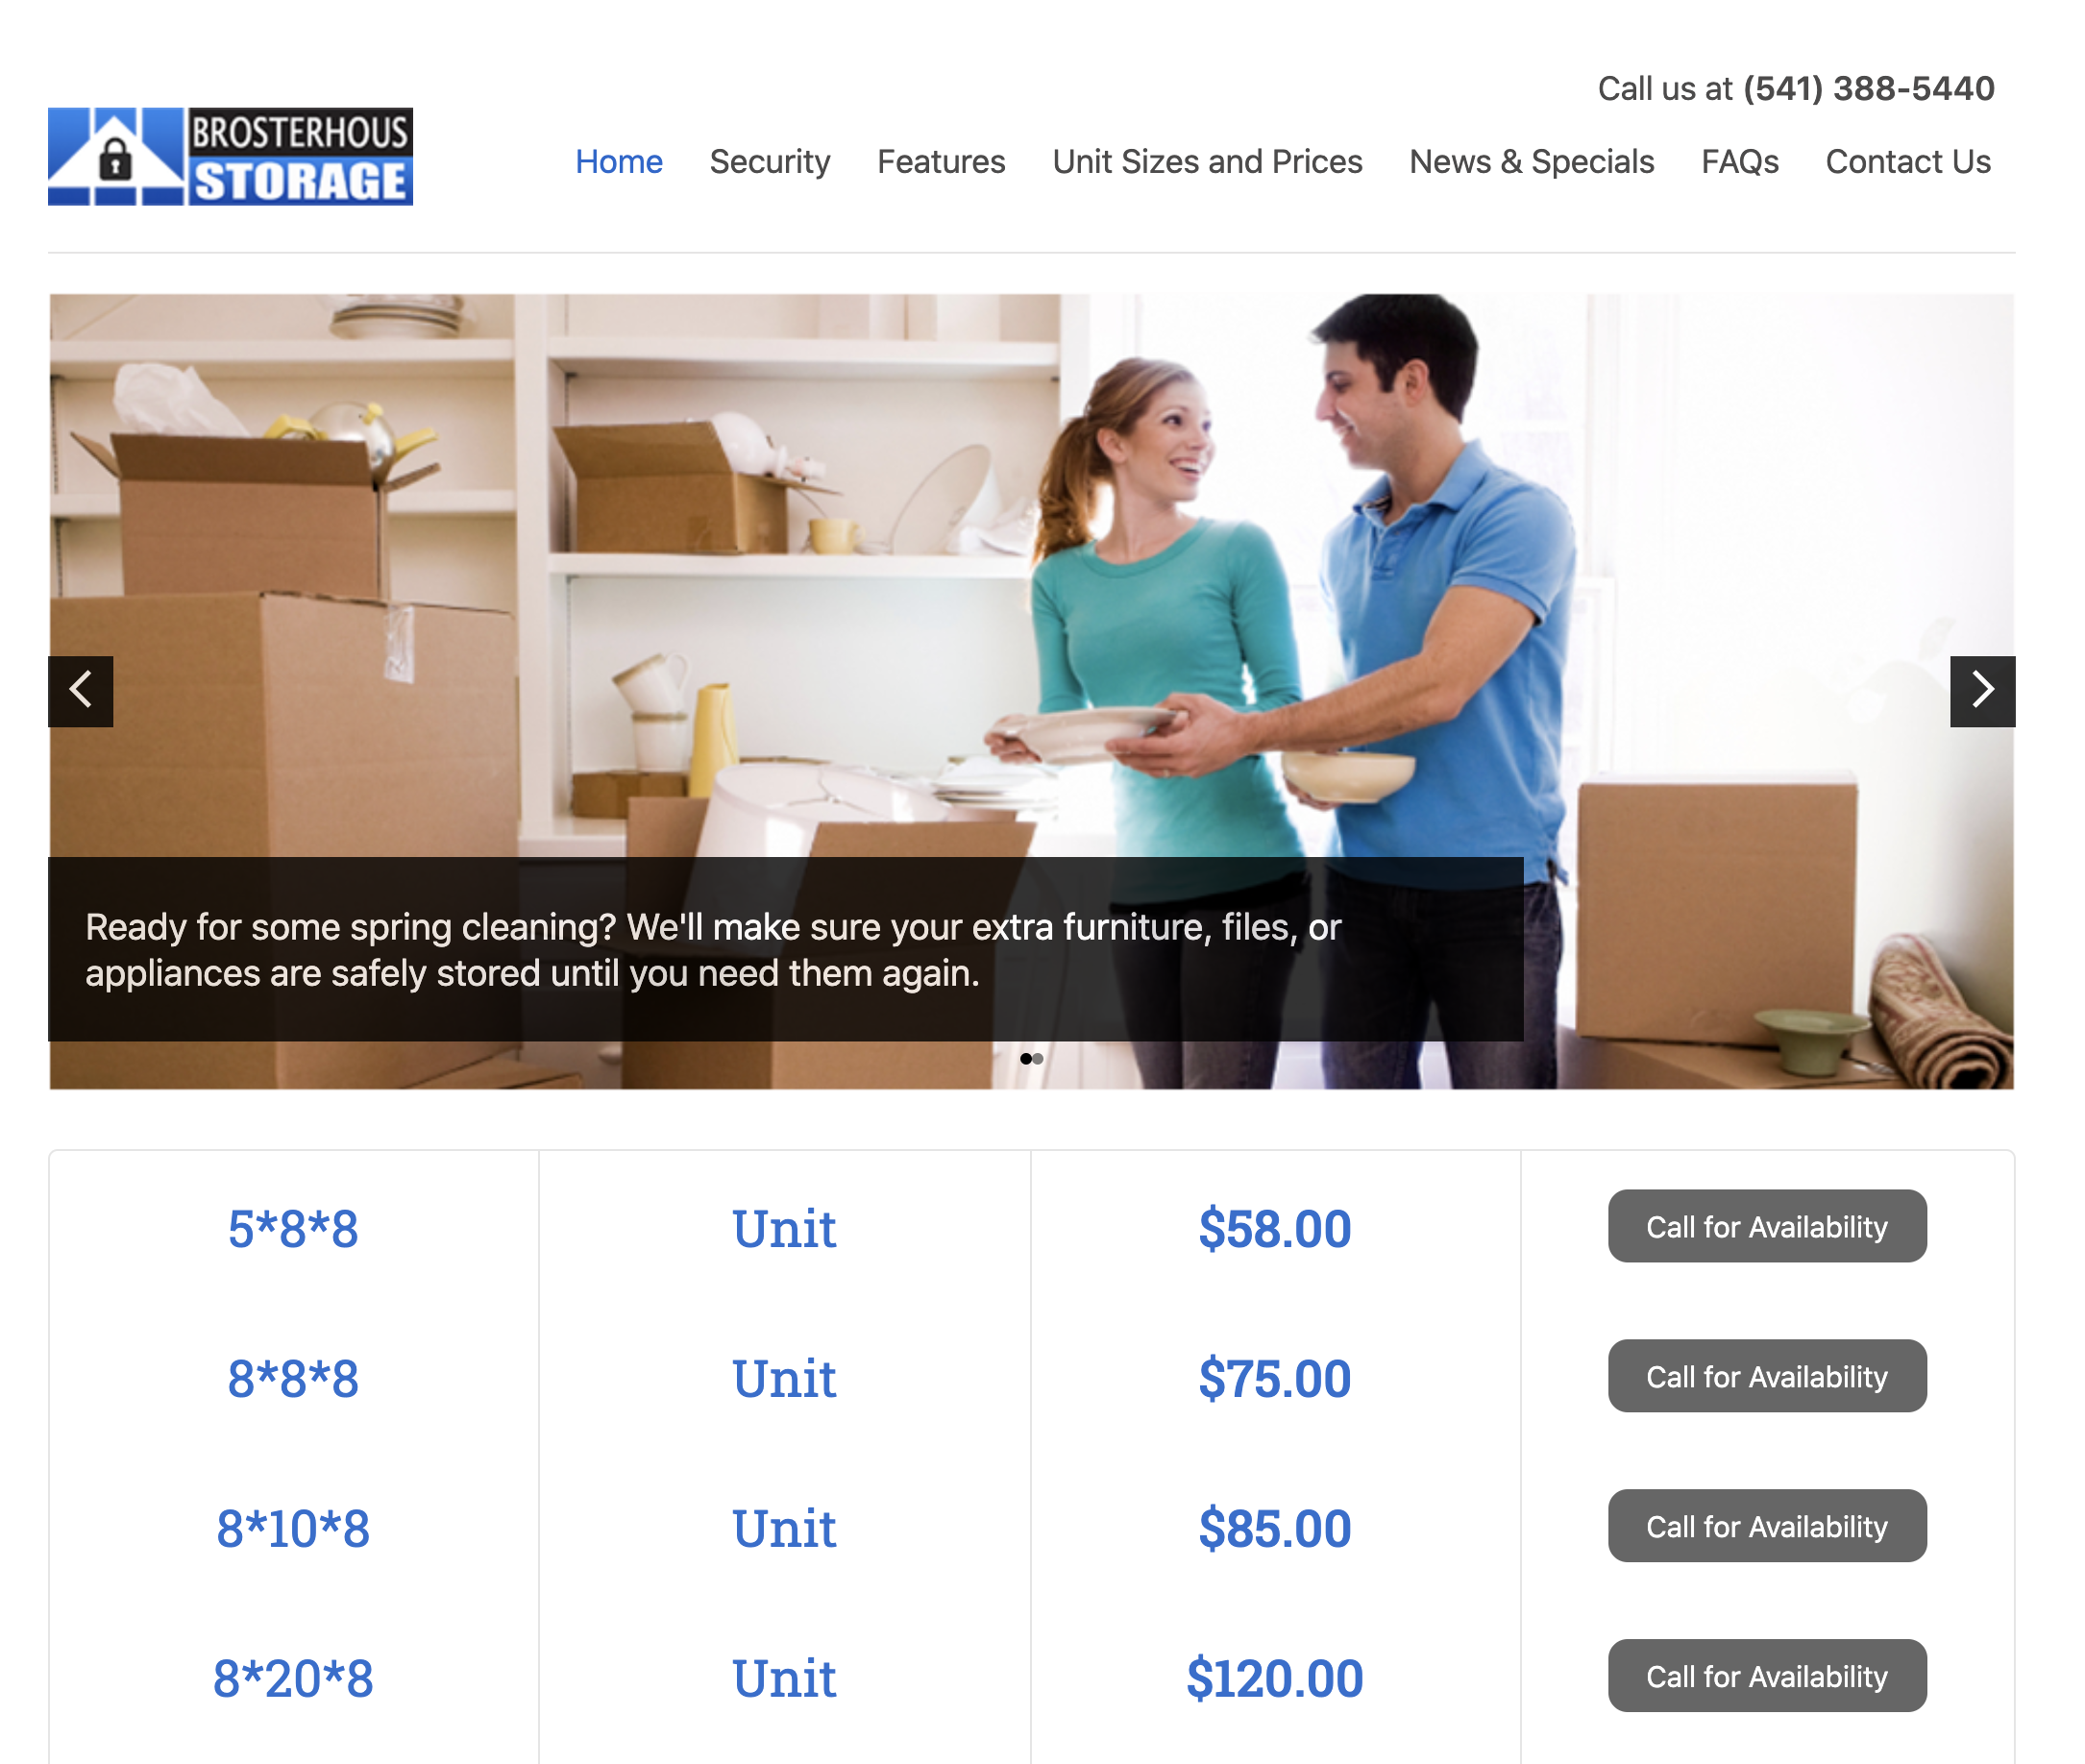 Call us at (541) 388-5440
BROSTERHOUS
STORAGE
Home Security Features Unit Sizes and Prices News & Specials FAQs Contact Us
Ready for some spring cleaning? We'll make sure your extra furniture, files, or
appliances are safely stored until you need them again.
5*8*8 Unit $58.00 Call for Availability
8*8*8 Unit $75.00 Call for Availability
8*10*8 Unit $85.00 Call for Availability
8*20*8 Unit $120.00 Call for Availability